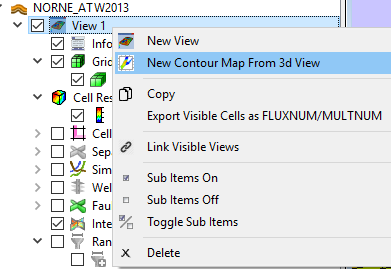 NORNE_ATW2013
View 1
Info
Grid
Cell Res
Cell
Sep
Sim
Wel
Fau
Inte
Ran
New View
New Contour Map From 3d View
Copy
Export Visible Cells as FLUXNUM/MULTNUM
Link Visible Views
Sub Items On
Sub Items Off
Toggle Sub Items
Delete